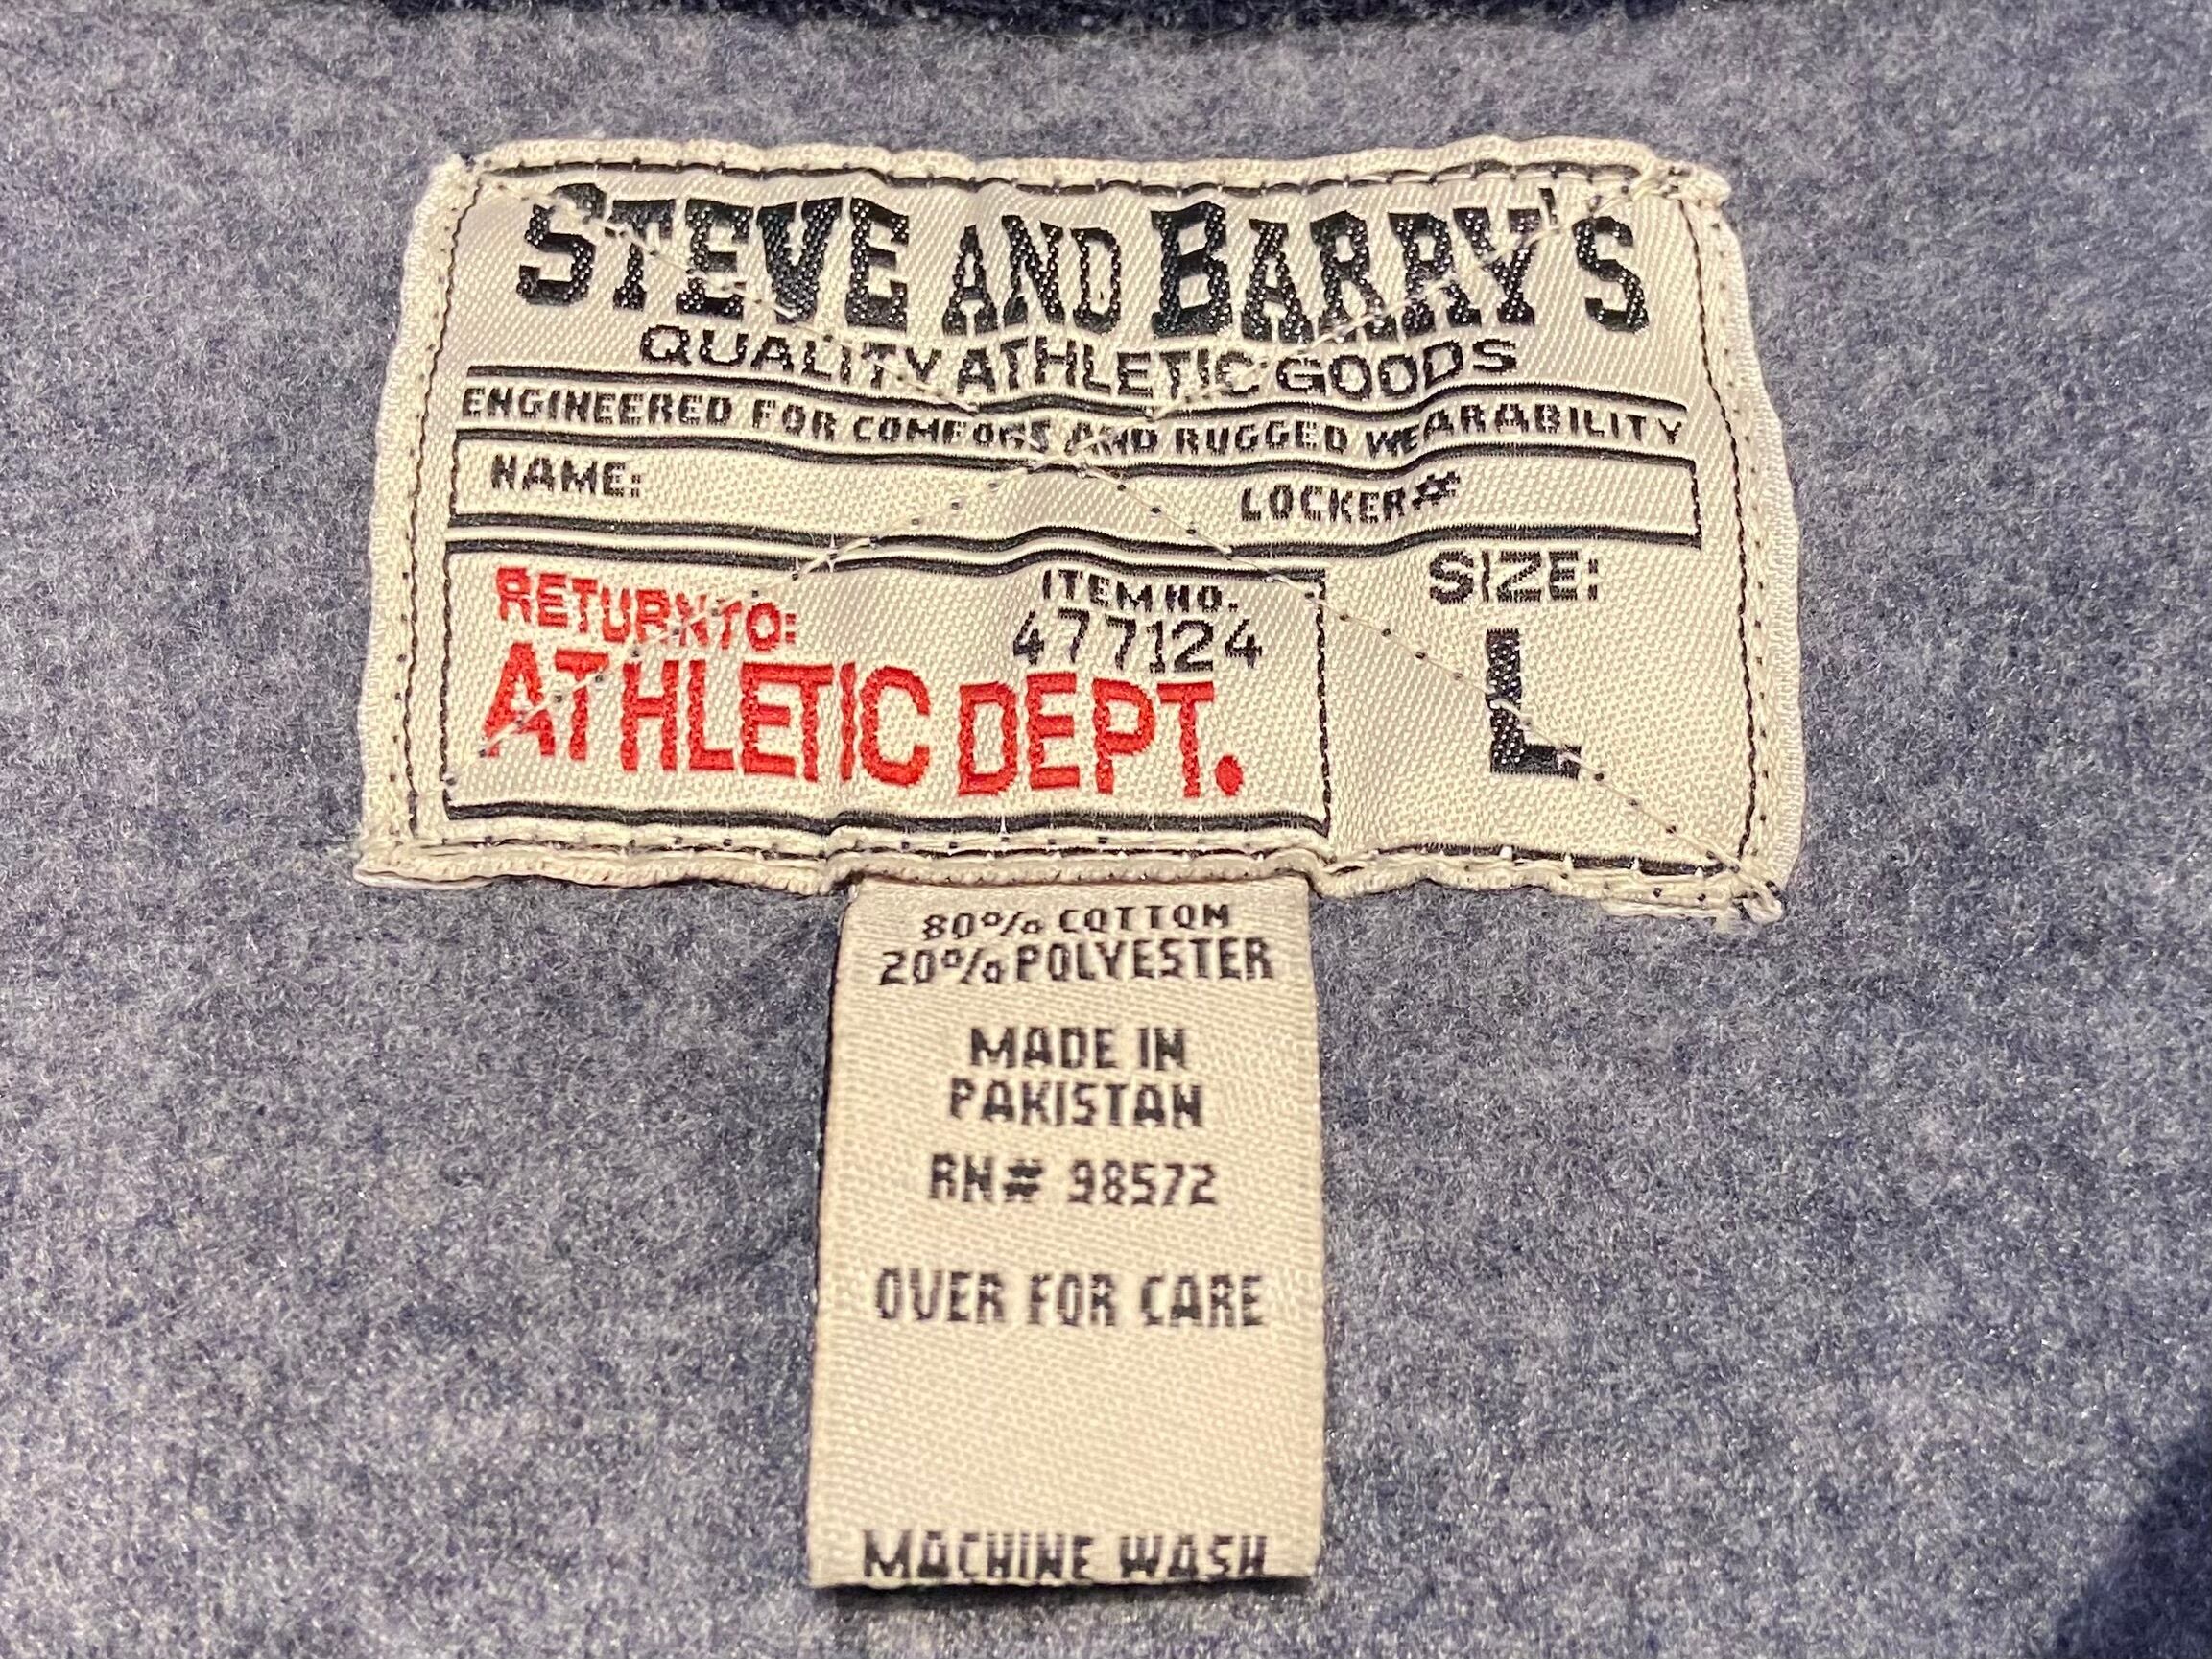 STEVE AND BARRY'S
QUALITY ATHLETIC GOODS
ENGINEERED FOR COMFORT AND RUGGED WEARABILITY
NAME: LOCKER#
RETURN TO:
ATHLETIC DEPT.
ITEM NO.
477124
SIZE:
L
80% COTTON
20% POLYESTER
MADE IN
PAKISTAN
RN# 98572
OVER FOR CARE
MACHINE WASH